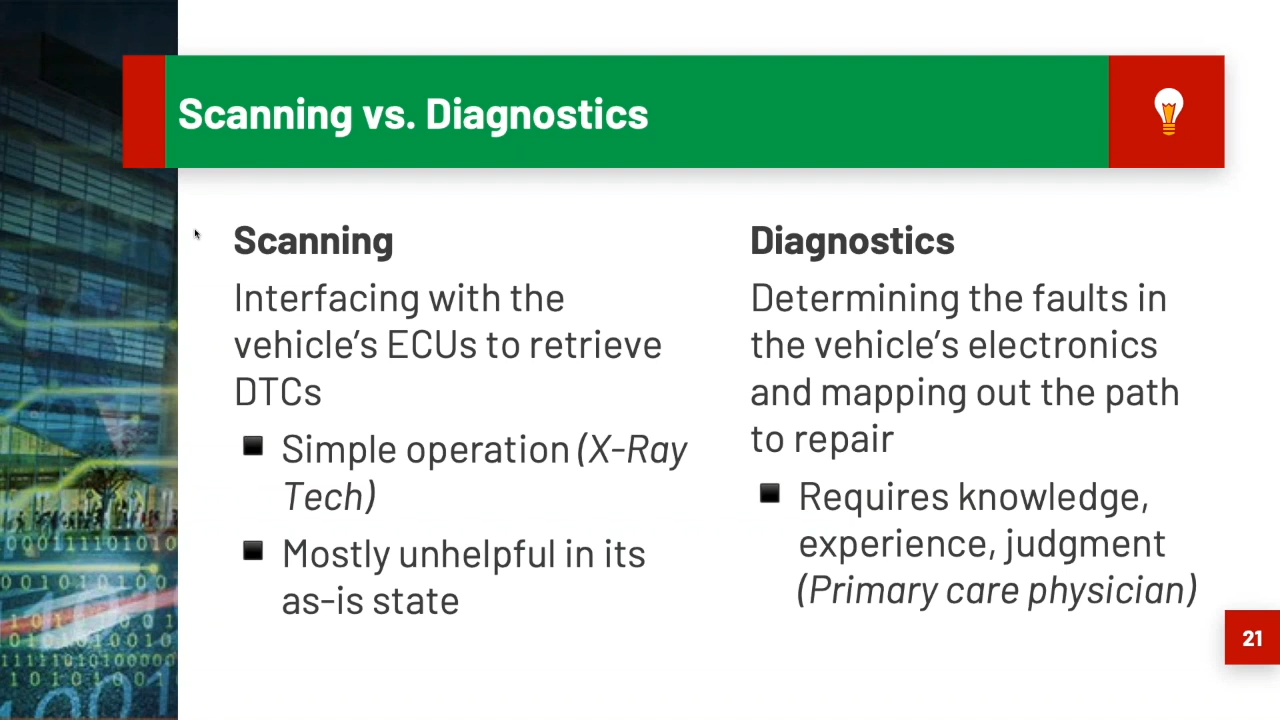 Scanning vs. Diagnostics
Scanning
Interfacing with the
vehicle's ECUs to retrieve
DTCs
Simple operation (X-Ray
Tech)
Mostly unhelpful in its
as-is state
Diagnostics
Determining the faults in
the vehicle's electronics
and mapping out the path
to repair
Requires knowledge,
experience, judgment
(Primary care physician)
21